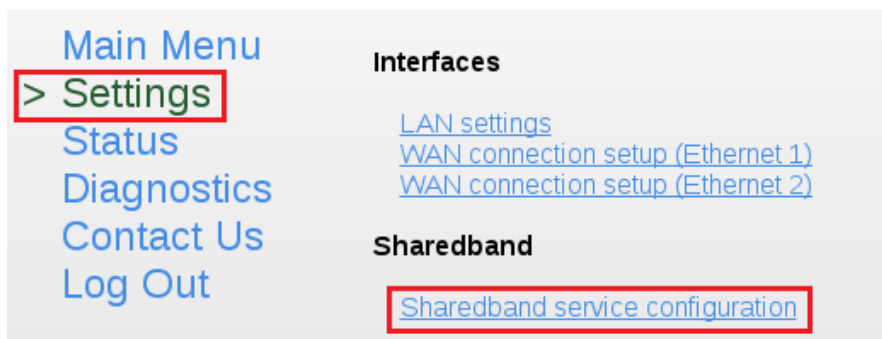 Main Menu
> Settings
Status
Diagnostics
Contact Us
Log Out
Interfaces
LAN settings
WAN connection setup (Ethernet 1)
WAN connection setup (Ethernet 2)
Sharedband
Sharedband service configuration